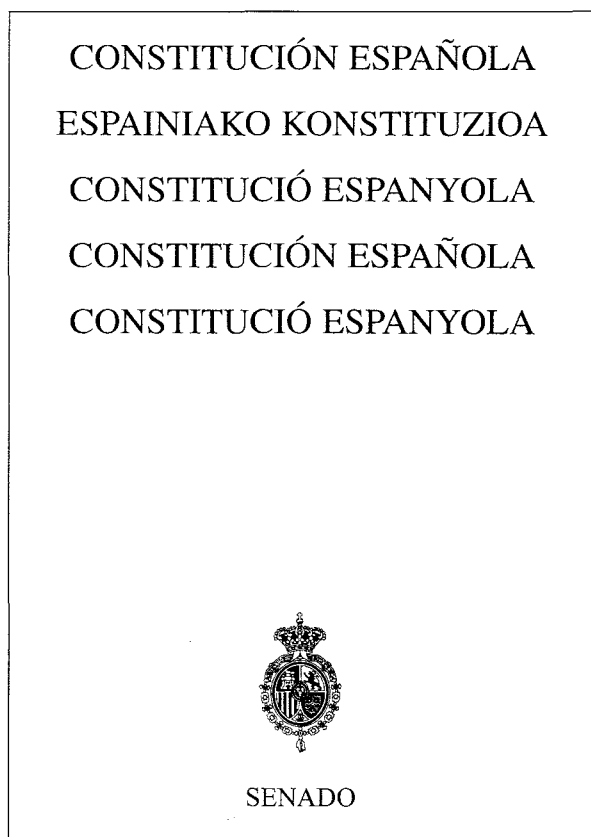 CONSTITUCIÓN ESPAÑOLA
ESPAINIAKO KONSTITUZIOA
CONSTITUCIÓ ESPANYOLA
CONSTITUCIÓN ESPAÑOLA
CONSTITUCIÓ ESPANYOLA
SENADO